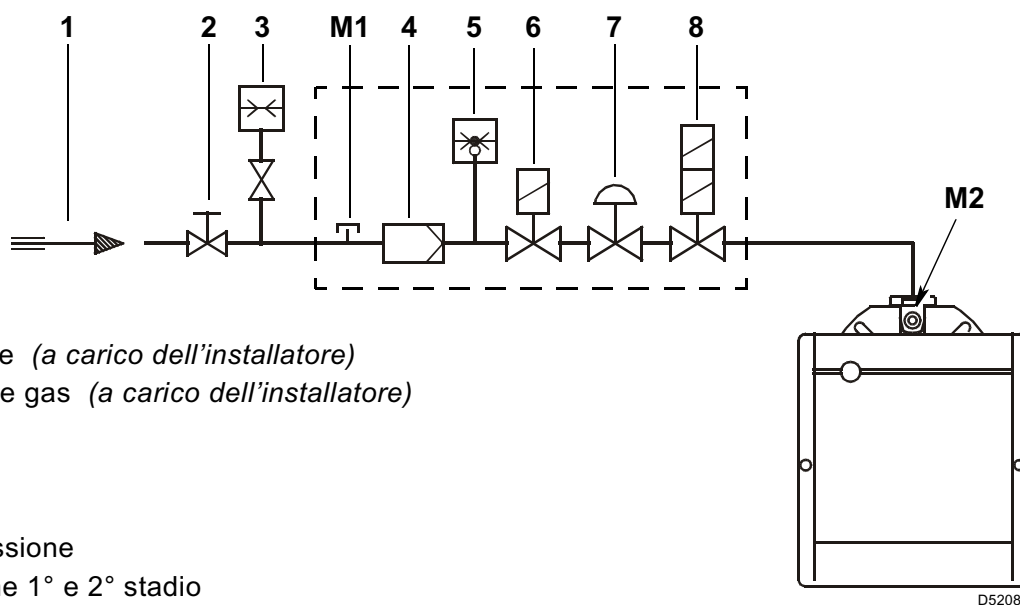 1 2 3 M1 4 5 6 7 8
M2
e (a carico dell'installatore)
e gas (a carico dell'installatore)
ssione
e 1° e 2° stadio
D5208